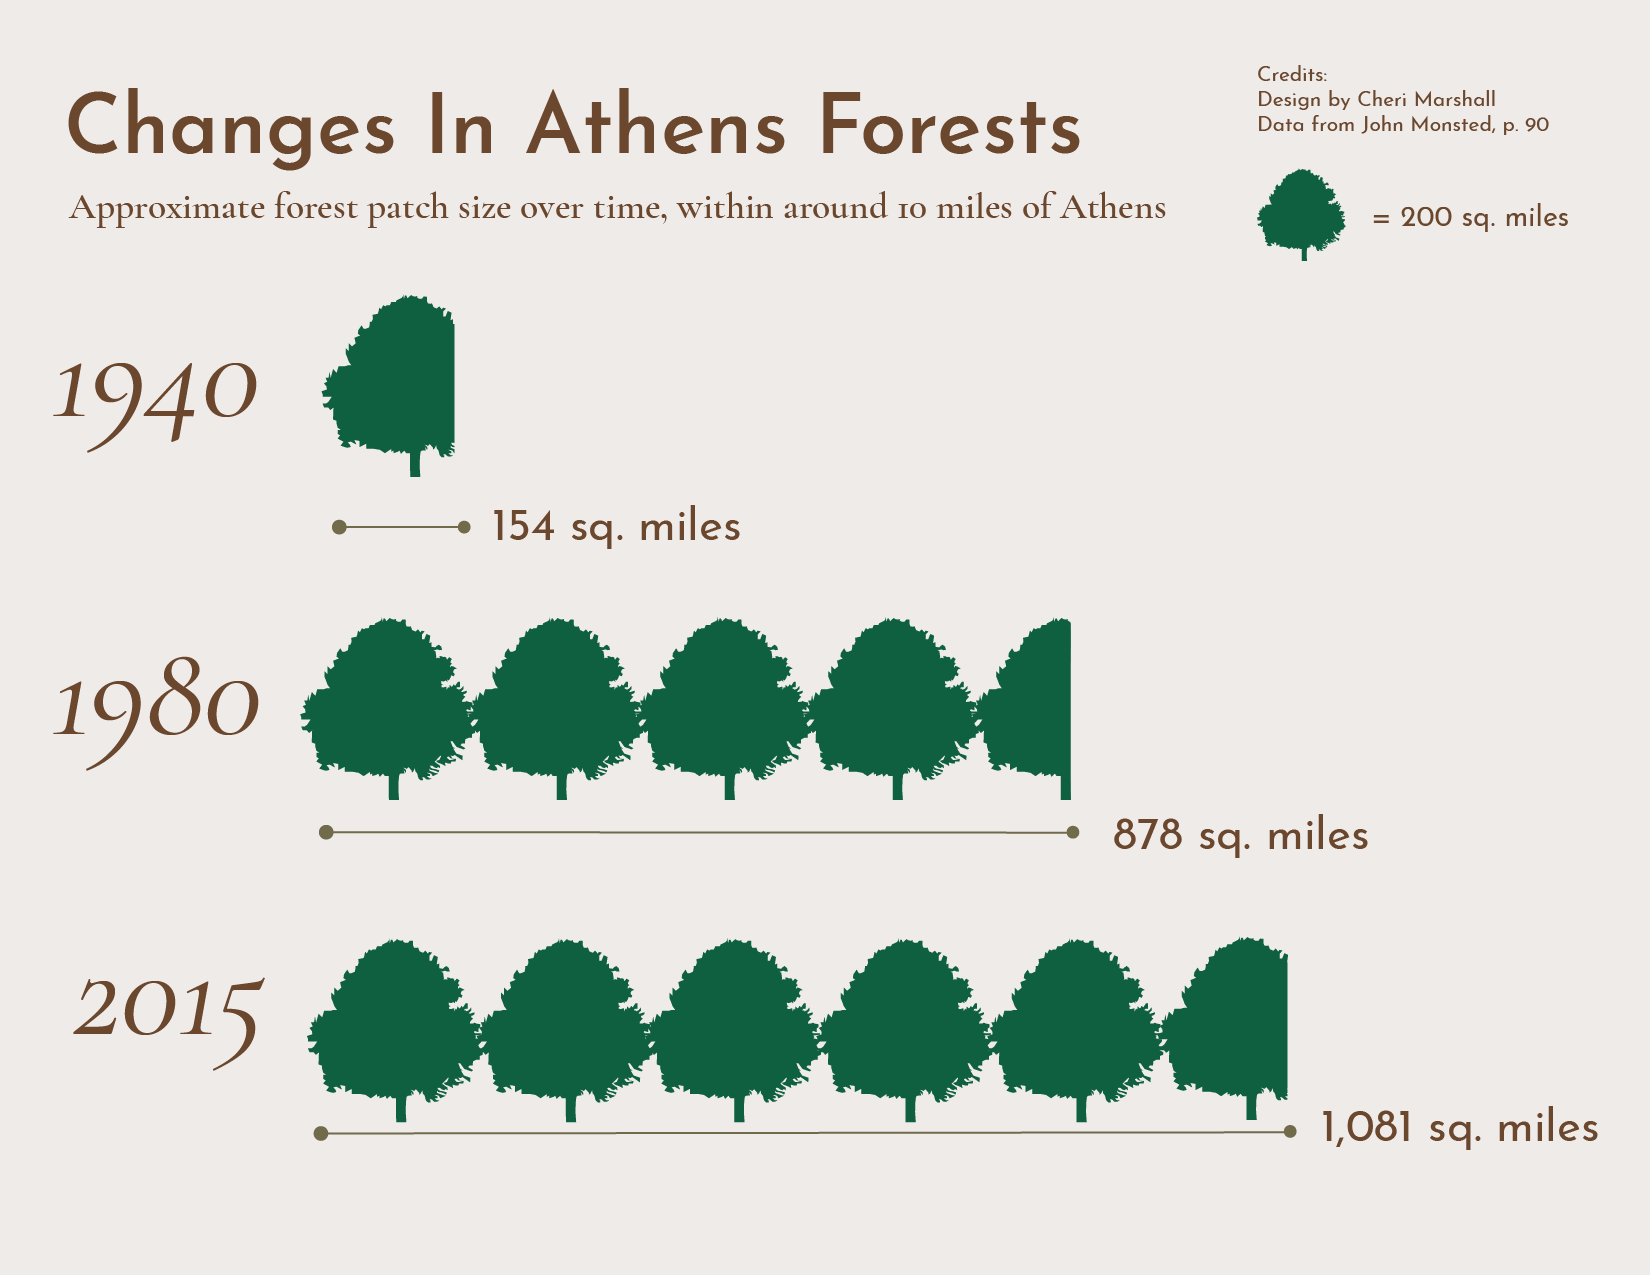 Changes In Athens Forests
Approximate forest patch size over time, within around 10 miles of Athens
Credits:
Design by Cheri Marshall
Data from John Monsted, p. 90
= 200 sq. miles
1940
154 sq. miles
1980
878 sq. miles
2015
1,081 sq. miles